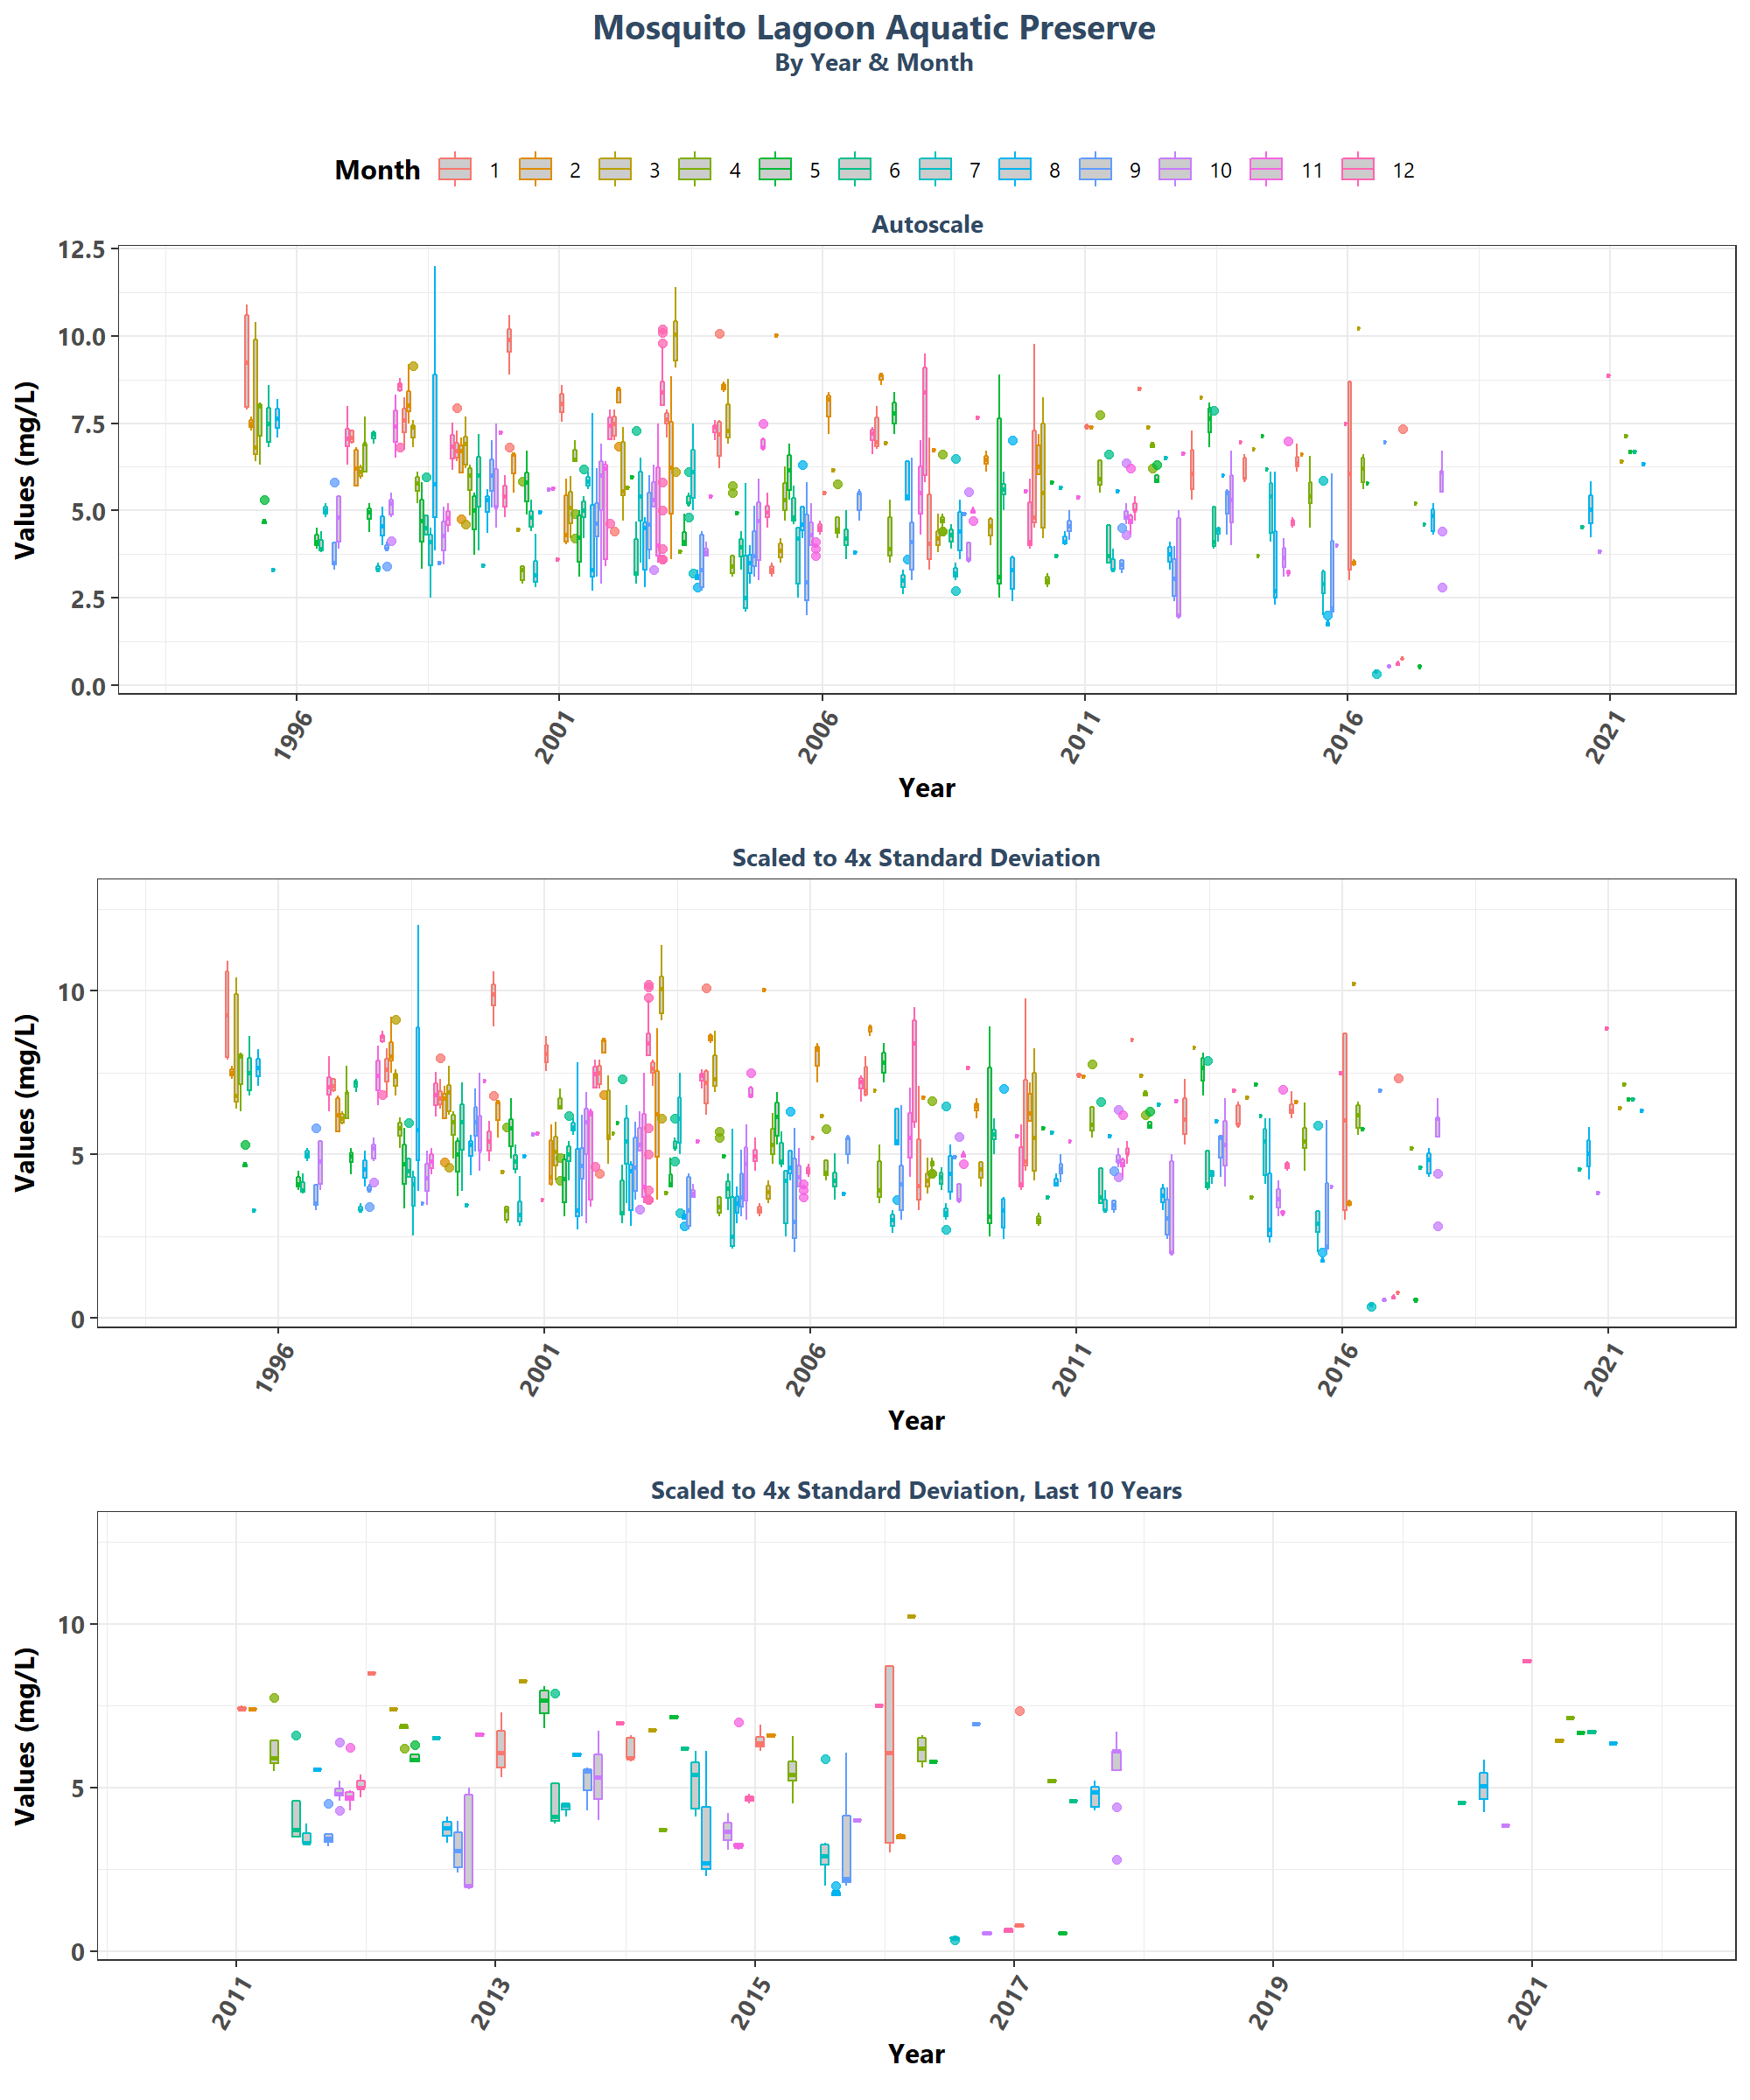 Mosquito Lagoon Aquatic Preserve
By Year & Month
Month 1 2 3 4 5 6 7 8 9 10 11 12
Autoscale
Values (mg/L)
12.5
10.0
7.5
5.0
2.5
0.0
1996 2001 2006 2011 2016 2021
Year
Scaled to 4x Standard Deviation
Values (mg/L)
10
5
0
1996 2001 2006 2011 2016 2021
Year
Scaled to 4x Standard Deviation, Last 10 Years
Values (mg/L)
10
5
0
2011 2013 2015 2017 2019 2021
Year